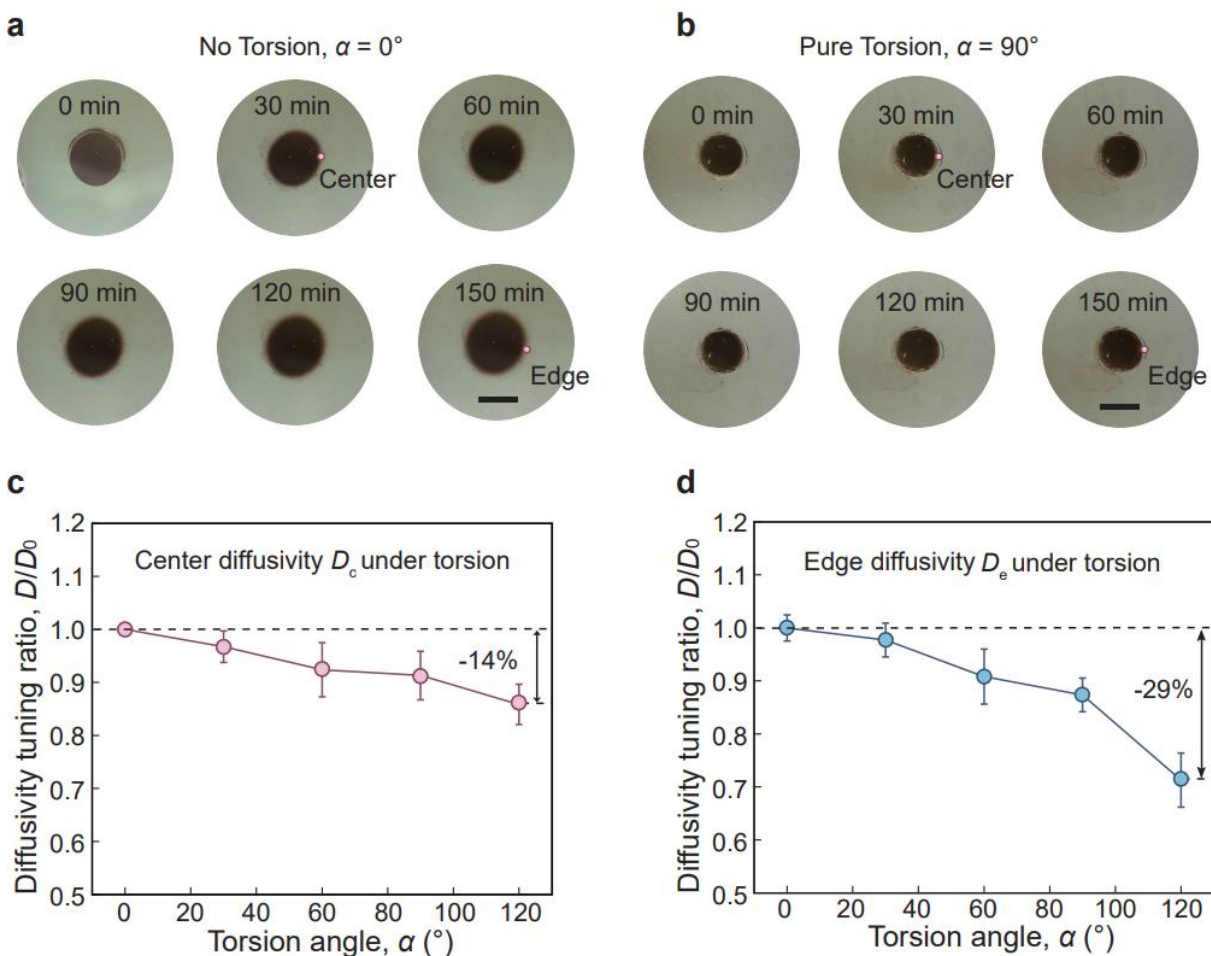 a
No Torsion, α = 0°
0 min
30 min
60 min
Center
90 min
120 min
150 min
Edge
b
Pure Torsion, α = 90°
0 min
30 min
60 min
Center
90 min
120 min
150 min
Edge
c
Center diffusivity Dc under torsion
-14%
Diffusivity tuning ratio, D/D0
1.2
1.1
1.0
0.9
0.8
0.7
0.6
0.5
0 20 40 60 80 100 120
Torsion angle, α (°)
d
Edge diffusivity De under torsion
-29%
Diffusivity tuning ratio, D/D0
1.2
1.1
1.0
0.9
0.8
0.7
0.6
0.5
0 20 40 60 80 100 120
Torsion angle, α (°)